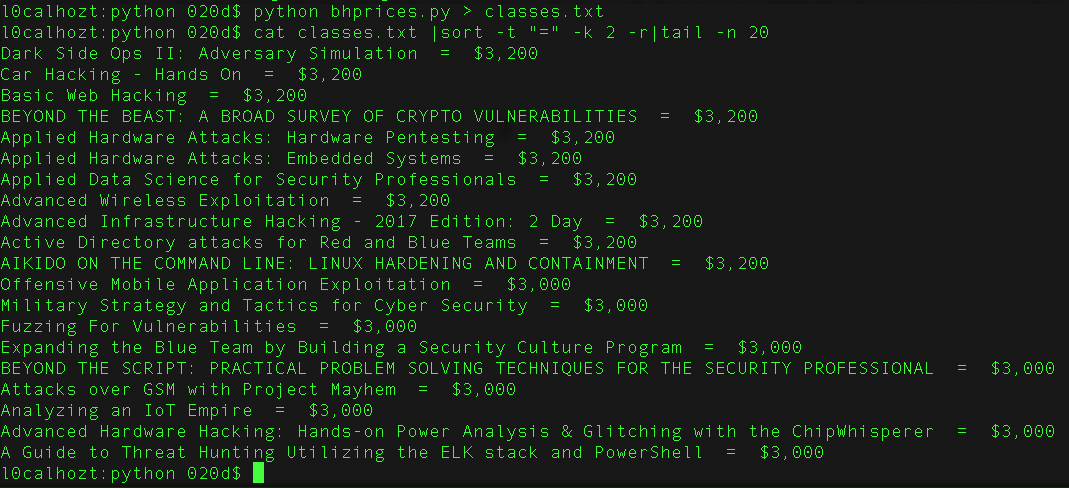 l0calhozt:python 020d$ python bhprices.py > classes.txt
l0calhozt:python 020d$ cat classes.txt |sort -t "=" -k 2 -r|tail -n 20
Dark Side Ops II: Adversary Simulation  =  $3,200
Car Hacking - Hands On  =  $3,200
Basic Web Hacking  =  $3,200
BEYOND THE BEAST: A BROAD SURVEY OF CRYPTO VULNERABILITIES  =  $3,200
Applied Hardware Attacks: Hardware Pentesting  =  $3,200
Applied Hardware Attacks: Embedded Systems  =  $3,200
Applied Data Science for Security Professionals  =  $3,200
Advanced Wireless Exploitation  =  $3,200
Advanced Infrastructure Hacking - 2017 Edition: 2 Day  =  $3,200
Active Directory attacks for Red and Blue Teams  =  $3,200
AIKIDO ON THE COMMAND LINE: LINUX HARDENING AND CONTAINMENT  =  $3,200
Offensive Mobile Application Exploitation  =  $3,000
Military Strategy and Tactics for Cyber Security  =  $3,000
Fuzzing For Vulnerabilities  =  $3,000
Expanding the Blue Team by Building a Security Culture Program  =  $3,000
BEYOND THE SCRIPT: PRACTICAL PROBLEM SOLVING TECHNIQUES FOR THE SECURITY PROFESSIONAL  =  $3,000
Attacks over GSM with Project Mayhem  =  $3,000
Analyzing an IoT Empire  =  $3,000
Advanced Hardware Hacking: Hands-on Power Analysis & Glitching with the ChipWhisperer  =  $3,000
A Guide to Threat Hunting Utilizing the ELK stack and PowerShell  =  $3,000
l0calhozt:python 020d$